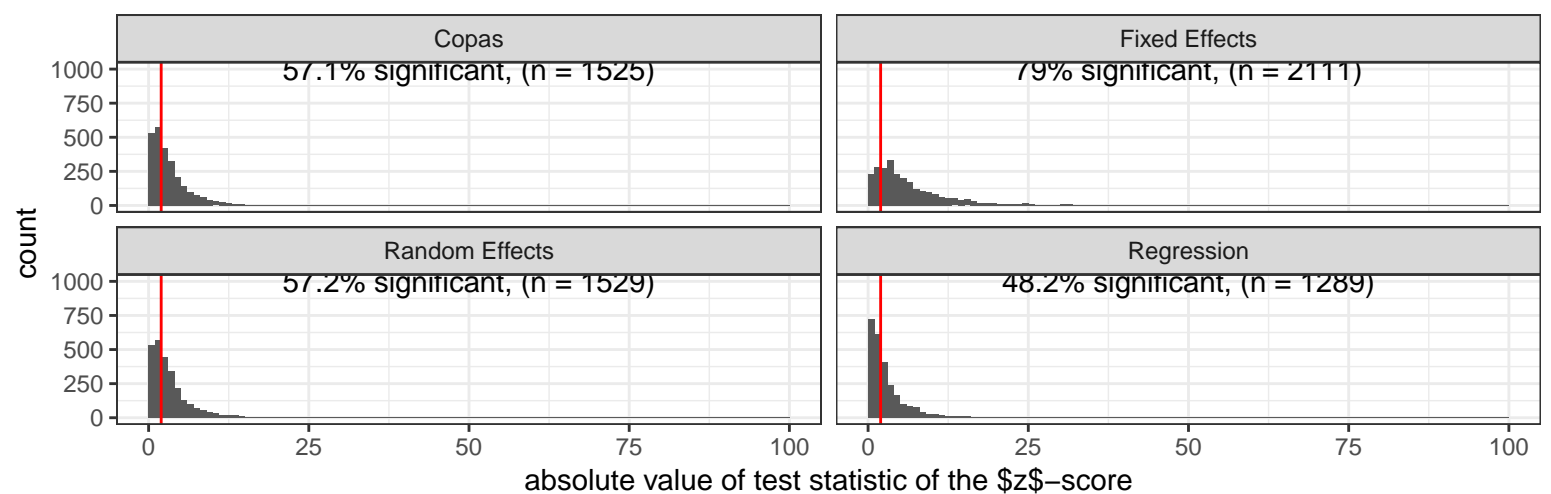 Copas
Fixed Effects
57.1% significant, (n = 1525)
79% significant, (n = 2111)
1000
750
500
250
0
Random Effects
Regression
57.2% significant, (n = 1529)
48.2% significant, (n = 1289)
1000
750
500
250
0
count
0 25 50 75 100
0 25 50 75 100
absolute value of test statistic of the $z$−score